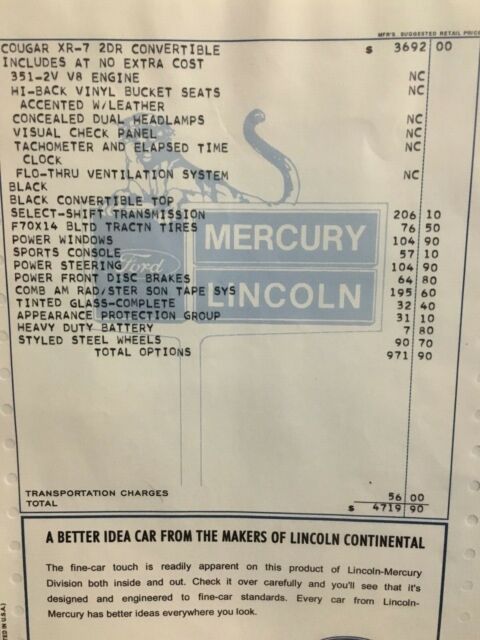 MFR'S SUGGESTED RETAIL PRICE
COUGAR XR-7 2DR CONVERTIBLE $ 3692 00
INCLUDES AT NO EXTRA COST
351-2V V8 ENGINE NC
HI-BACK VINYL BUCKET SEATS NC
ACCENTED W/LEATHER
CONCEALED DUAL HEADLAMPS NC
VISUAL CHECK PANEL NC
TACHOMETER AND ELAPSED TIME NC
CLOCK
FLO-THRU VENTILATION SYSTEM NC
BLACK
BLACK CONVERTIBLE TOP
SELECT-SHIFT TRANSMISSION 206 10
F70X14 BLTD TRACTN TIRES 76 50
POWER WINDOWS 104 90
SPORTS CONSOLE 57 10
POWER STEERING 104 90
POWER FRONT DISC BRAKES 64 80
COMB AM RAD/STER SON TAPE SYS 195 60
TINTED GLASS-COMPLETE 32 40
APPEARANCE PROTECTION GROUP 31 10
HEAVY DUTY BATTERY 7 80
STYLED STEEL WHEELS 90 70
TOTAL OPTIONS 971 90
MERCURY
Ford
LINCOLN
TRANSPORTATION CHARGES 56 00
TOTAL $ 4719 90
A BETTER IDEA CAR FROM THE MAKERS OF LINCOLN CONTINENTAL
The fine-car touch is readily apparent on this product of Lincoln-Mercury
Division both inside and out. Check it over carefully and you'll see that it's
designed and engineered to fine-car standards. Every car from Lincoln-
Mercury has better ideas everywhere you look.